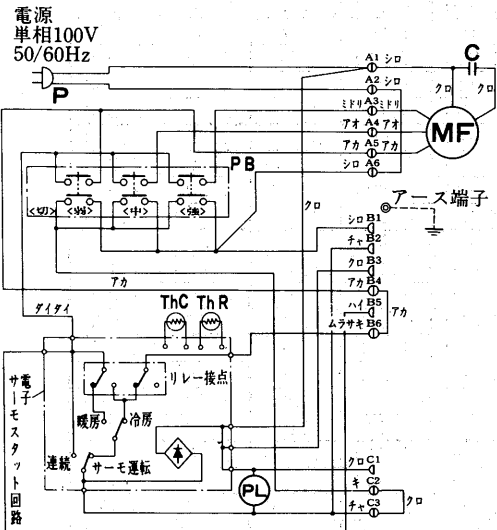 電源
単相100V
50/60Hz
P
A1 シロ
A2 シロ
ミドリ A3 ミドリ
アオ A4 アオ
アカ A5 アカ
シロ A6
C
クロ
クロ
MF
PB
<切> <弱> <中> <強>
クロ
アース端子
シロ B1
チャ B2
クロ B3
アカ B4
ハイ B5
ムラサキ B6
アカ
アカ
ダイダイ
ThC ThR
リレー接点
電子
サーモスタット回路
暖房
冷房
連続
サーモ運転
PL
クロ C1
キ C2
チャ C3
クロ